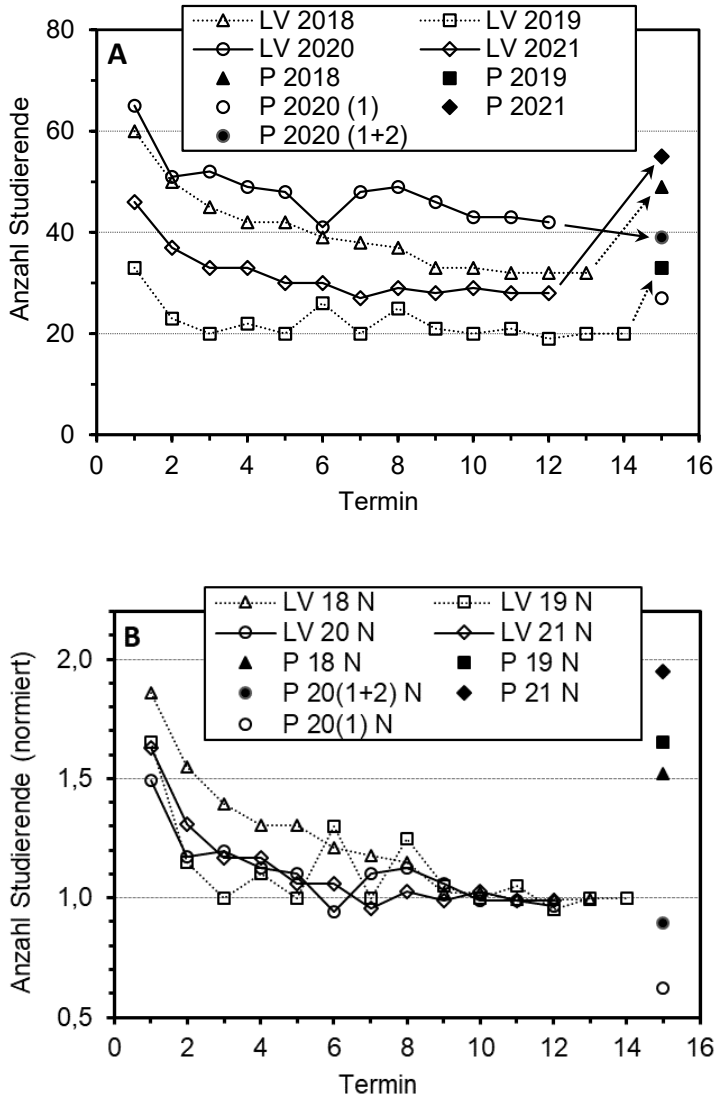 A
LV 2018 LV 2019
LV 2020 LV 2021
P 2018 P 2019
P 2020 (1) P 2021
P 2020 (1+2)
80
60
40
20
0
0 2 4 6 8 10 12 14 16
Anzahl Studierende
Termin
B
LV 18 N LV 19 N
LV 20 N LV 21 N
P 18 N P 19 N
P 20(1+2) N P 21 N
P 20(1) N
2,0
1,5
1,0
0,5
0 2 4 6 8 10 12 14 16
Anzahl Studierende (normiert)
Termin